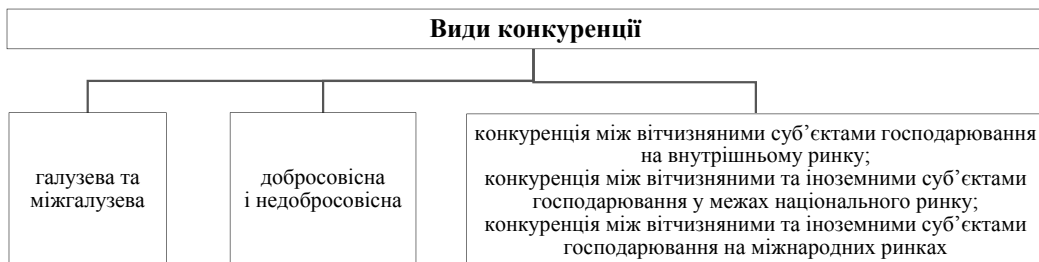 Види конкуренції
галузева та
міжгалузева
добросовісна
і недобросовісна
конкуренція між вітчизняними суб’єктами господарювання
на внутрішньому ринку;
конкуренція між вітчизняними та іноземними суб’єктами
господарювання у межах національного ринку;
конкуренція між вітчизняними та іноземними суб’єктами
господарювання на міжнародних ринках